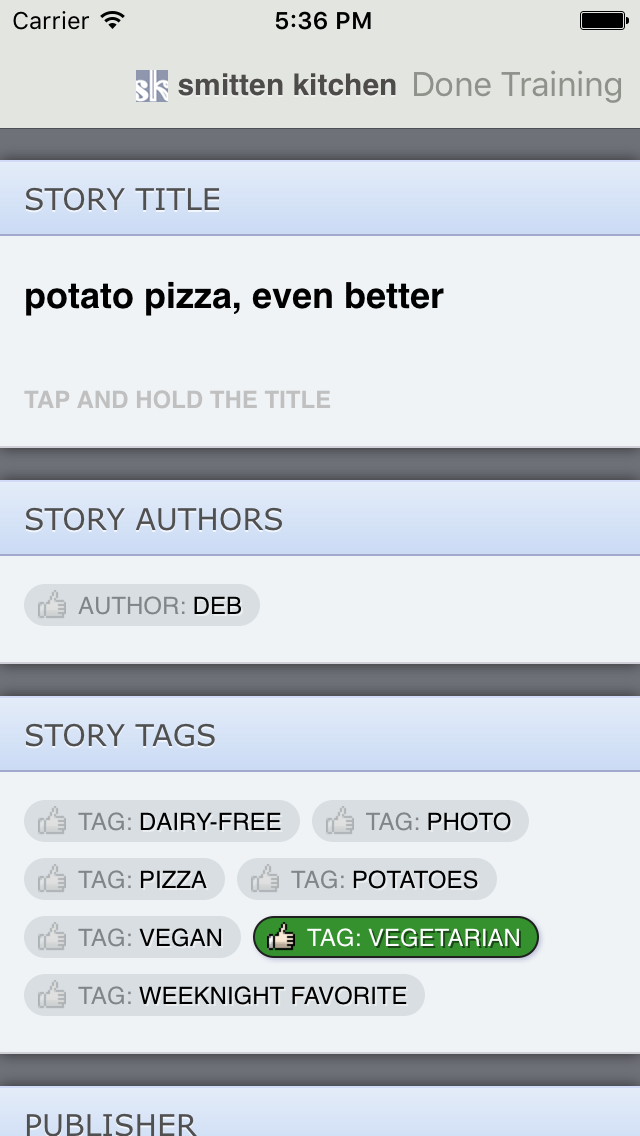 Carrier 5:36 PM
sk smitten kitchen Done Training
STORY TITLE
potato pizza, even better
TAP AND HOLD THE TITLE
STORY AUTHORS
AUTHOR: DEB
STORY TAGS
TAG: DAIRY-FREE TAG: PHOTO
TAG: PIZZA TAG: POTATOES
TAG: VEGAN TAG: VEGETARIAN
TAG: WEEKNIGHT FAVORITE
PUBLISHER